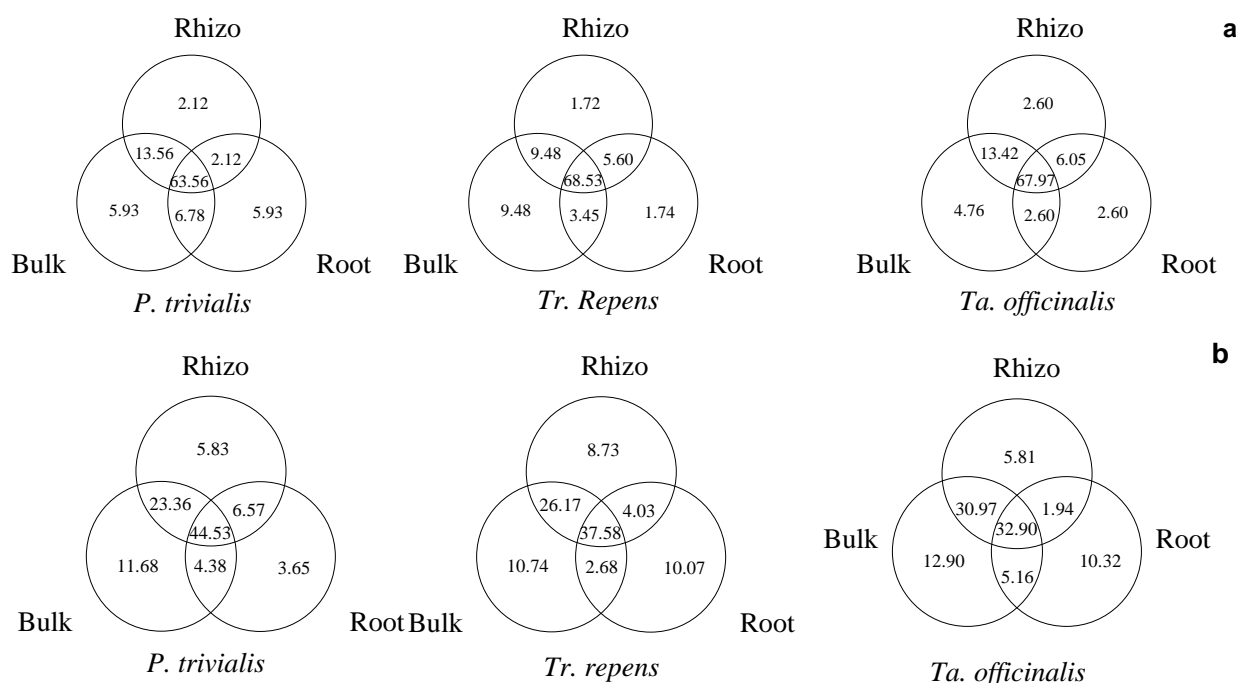 a
Rhizo
2.12
13.56 2.12
63.56
5.93 6.78 5.93
Bulk Root
P. trivialis
Rhizo
1.72
9.48 5.60
68.53
9.48 3.45 1.74
Bulk Root
Tr. Repens
Rhizo
2.60
13.42 6.05
67.97
4.76 2.60 2.60
Bulk Root
Ta. officinalis
b
Rhizo
5.83
23.36 6.57
44.53
11.68 4.38 3.65
Bulk Root
P. trivialis
Rhizo
8.73
26.17 4.03
37.58
10.74 2.68 10.07
Bulk Root
Tr. repens
Rhizo
5.81
30.97 1.94
32.90
Bulk Root
12.90 5.16 10.32
Ta. officinalis